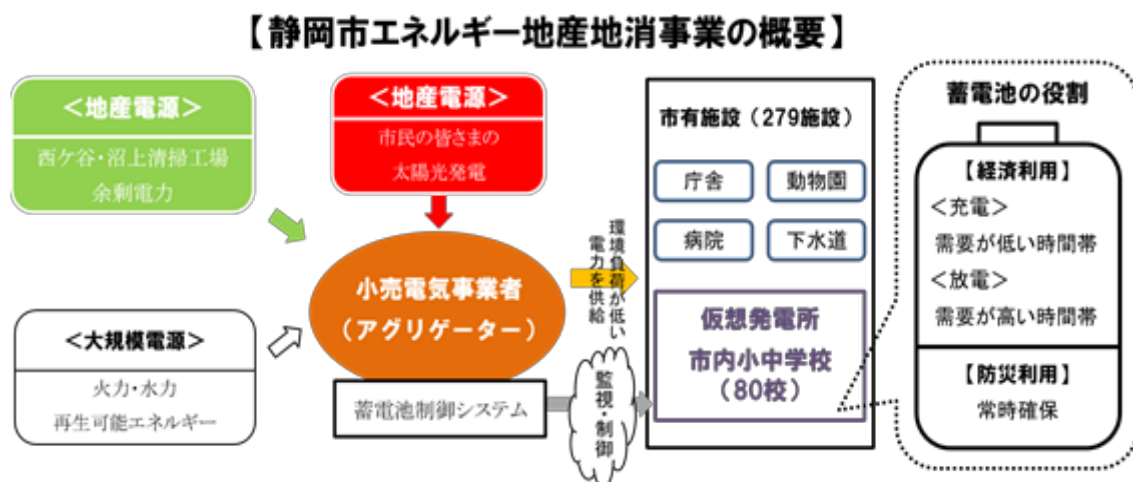 【静岡市エネルギー地産地消事業の概要】
＜地産電源＞
西ケ谷・沼上清掃工場
余剰電力
＜地産電源＞
市民の皆さまの
太陽光発電
＜大規模電源＞
火力・水力
再生可能エネルギー
小売電気事業者
（アグリゲーター）
蓄電池制御システム
環境負荷が低い
電力を供給
監視・制御
市有施設（279施設）
庁舎
動物園
病院
下水道
仮想発電所
市内小中学校
（80校）
蓄電池の役割
【経済利用】
＜充電＞
需要が低い時間帯
＜放電＞
需要が高い時間帯
【防災利用】
常時確保